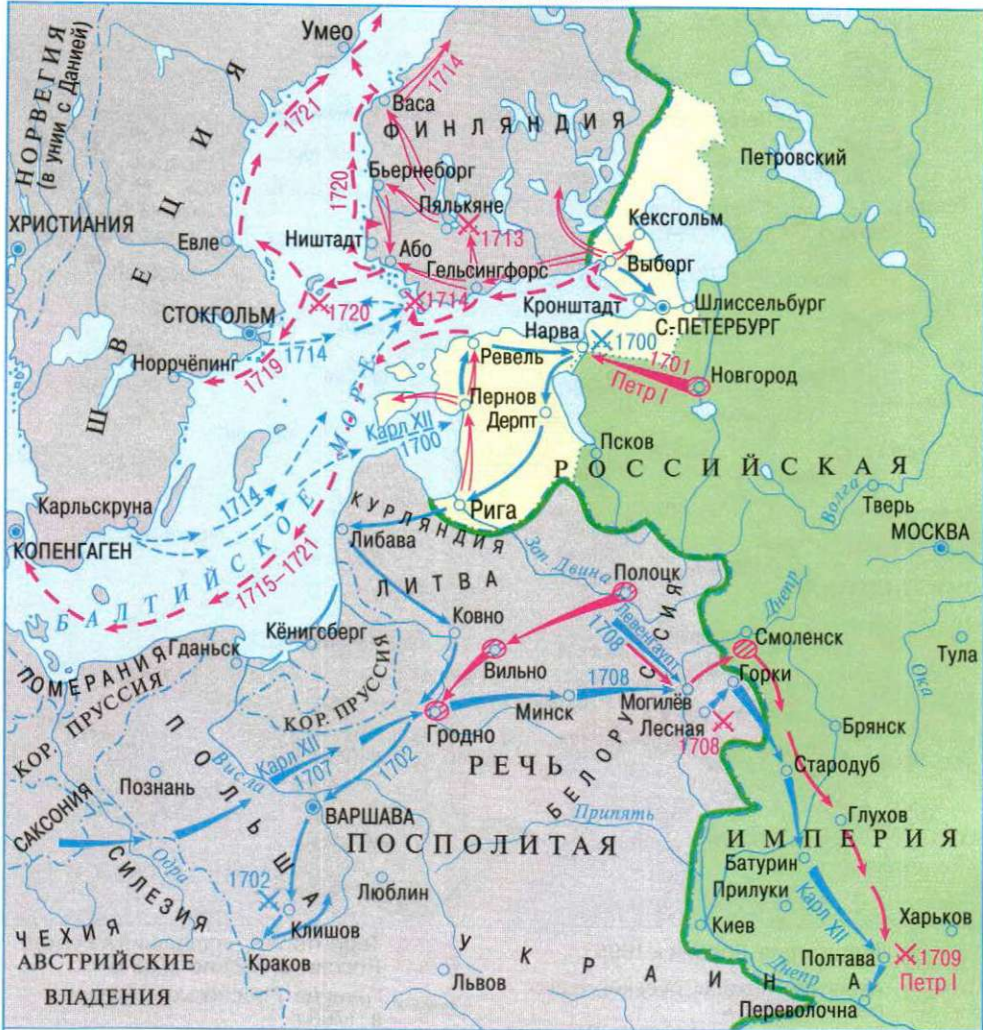 НОРВЕГИЯ
(в унии с Данией)
ШВЕЦИЯ
Умео
1714
Васа
ФИНЛЯНДИЯ
1721
1720
Петровский
Бьернеборг
Пялькяне
1713
Кексгольм
ХРИСТИАНИЯ
Евле
Ништадт
Або
Гельсингфорс
Выборг
1720
1714
Кронштадт
Шлиссельбург
С-ПЕТЕРБУРГ
СТОКГОЛЬМ
1714
Нарва
1700
Норрчёпинг
1719
Ревель
1701
Петр I
Новгород
Пернов
Дерпт
Карл XII
1700
Псков
РОССИЙСКАЯ
1714
Рига
Волга
Тверь
Карльскруна
КУРЛЯНДИЯ
Либава
МОСКВА
КОПЕНГАГЕН
БАЛТИЙСКОЕ МОРЕ
1715–1721
Зап. Двина
Полоцк
Днепр
ЛИТВА
Ковно
Левенгаупт
1708
Смоленск
Гданьск
Кёнигсберг
Тула
Ока
ПОМЕРАНИЯ
Вильно
Горки
КОР. ПРУССИЯ
КОР. ПРУССИЯ
1708
Могилёв
Минск
Лесная
1708
Брянск
Гродно
Карл XII
1707
1702
РЕЧЬ
БЕЛОРУССИЯ
Стародуб
Познань
Висла
ПОЛЬША
САКСОНИЯ
ВАРШАВА
Припять
Глухов
ПОСПОЛИТАЯ
ИМПЕРИЯ
Одра
СИЛЕЗИЯ
Батурин
1702
Люблин
Прилуки
Карл XII
Клишов
Киев
Харьков
ЧЕХИЯ
АВСТРИЙСКИЕ
ВЛАДЕНИЯ
Краков
Львов
УКРАИНА
Днепр
Полтава
1709
Петр I
Переволочна